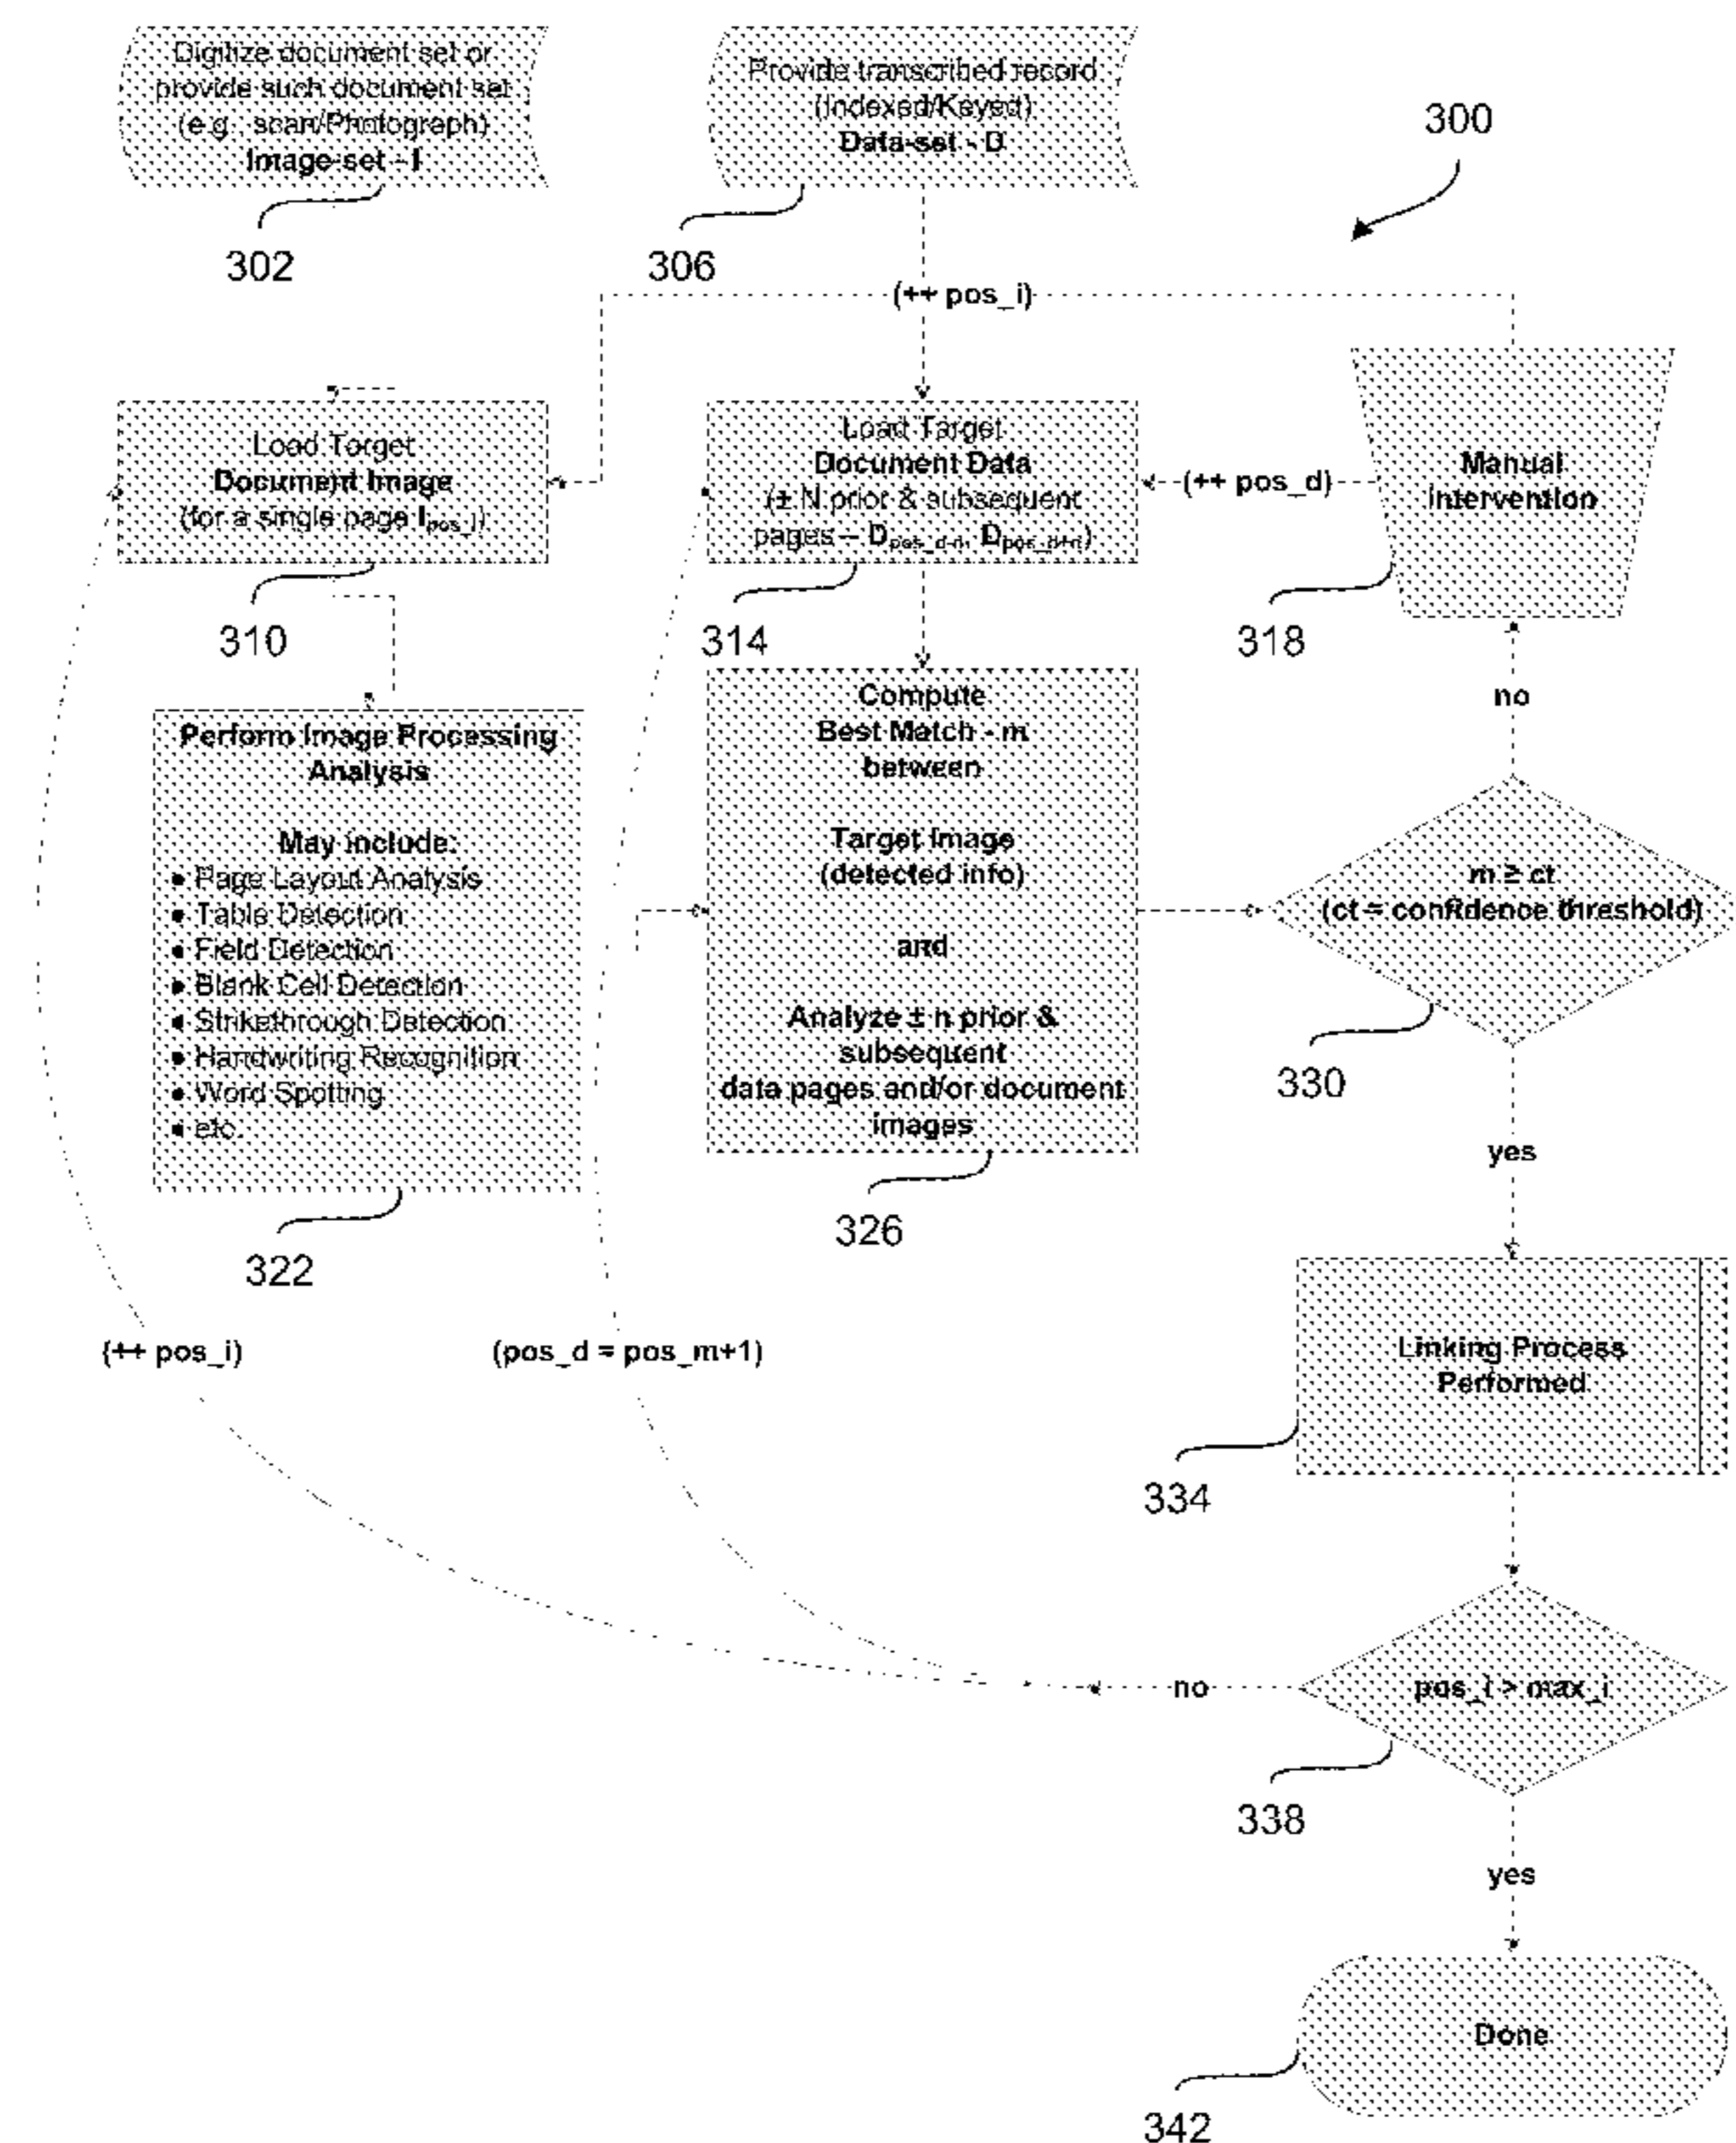 Digitize document set or
provide such document set
(e.g., scan/Photograph)
Image-set - I
302
Provide transcribed record
(Indexed/Keyed)
Data-set - D
306
300
(++ pos_i)
Load Target
Document Image
(for a single page I_pos_i)
310
Load Target
Document Data
(± N prior & subsequent
pages – D_pos_d-n, D_pos_d+n)
314
(++ pos_d)
Manual
intervention
318
no
Perform Image Processing
Analysis
May include:
• Page Layout Analysis
• Table Detection
• Field Detection
• Blank Cell Detection
• Strikethrough Detection
• Handwriting Recognition
• Word Spotting
• etc.
322
Compute
Best Match - m
between
Target Image
(detected info)
and
Analyze ± n prior &
subsequent
data pages and/or document
images
326
m ≥ ct
(ct = confidence threshold)
330
yes
(++ pos_i)
(pos_d = pos_m+1)
Linking Process
Performed
334
no
pos_i > max_i
338
yes
Done
342